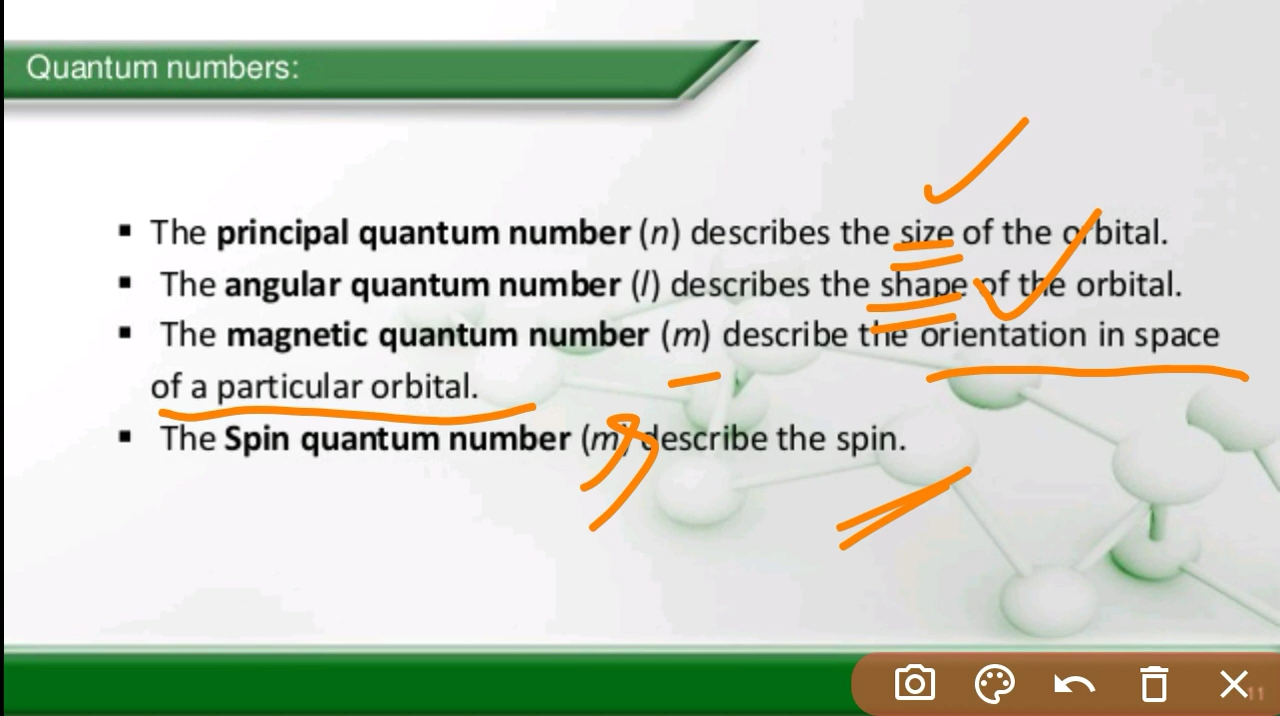 Quantum numbers:
▪ The principal quantum number (n) describes the size of the orbital.
▪ The angular quantum number (l) describes the shape of the orbital.
▪ The magnetic quantum number (m) describe the orientation in space
of a particular orbital.
▪ The Spin quantum number (m) describe the spin.
11